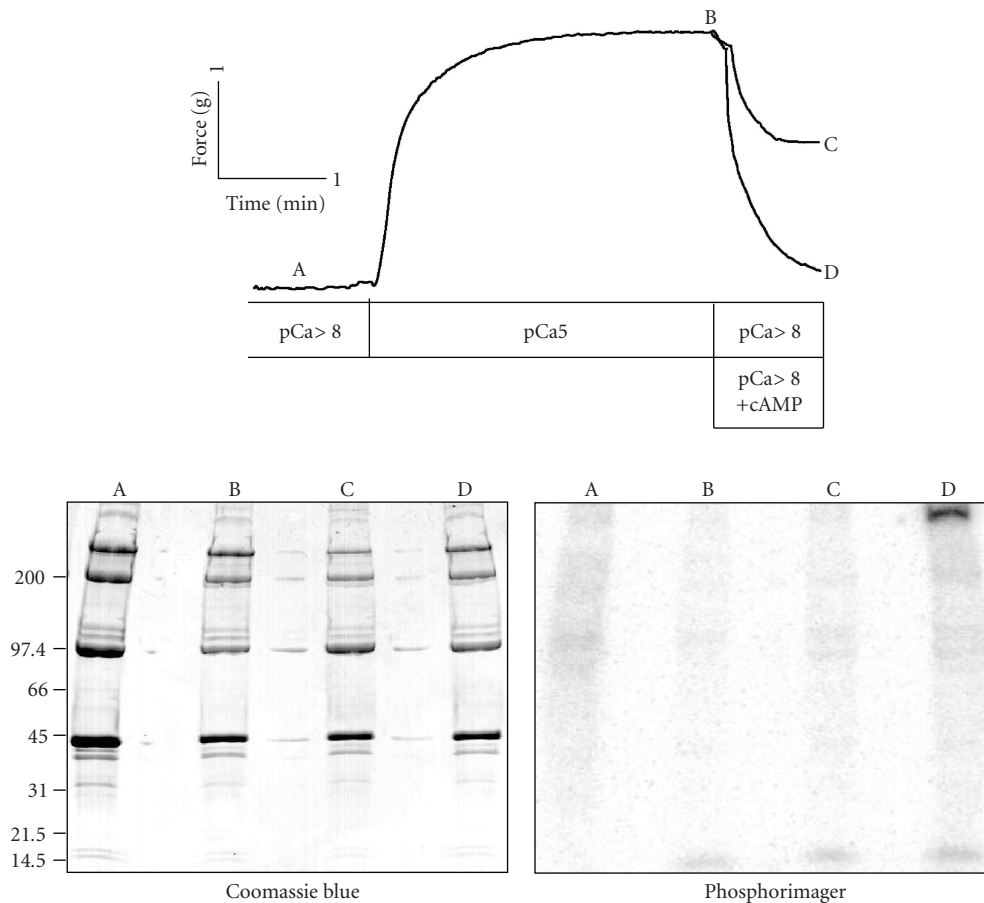 B
1
Force (g)
1
Time (min)
C
A
D
pCa> 8
pCa5
pCa> 8
pCa> 8
+cAMP
A B C D
200
97.4
66
45
31
21.5
14.5
Coomassie blue
A B C D
Phosphorimager